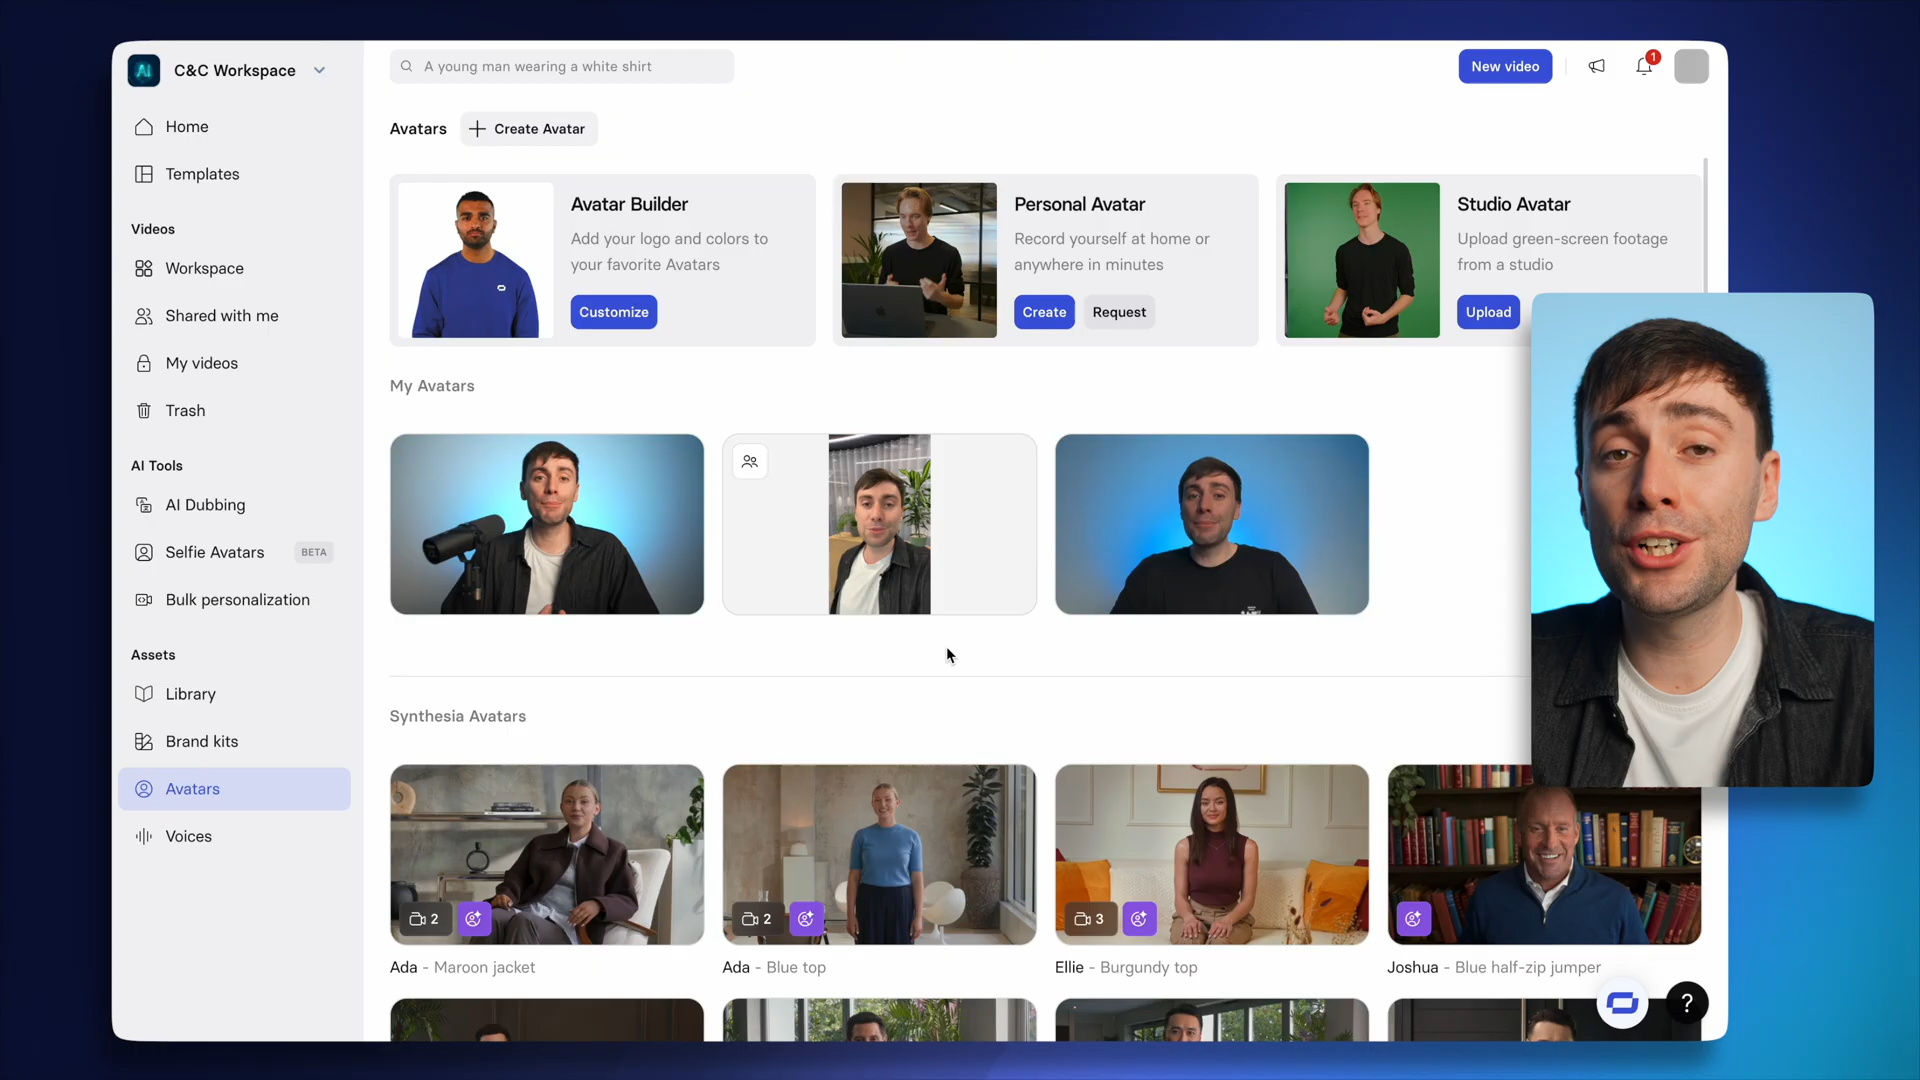 AI
C&C Workspace
A young man wearing a white shirt
New video
1
Home
Templates
Videos
Workspace
Shared with me
My videos
Trash
AI Tools
AI Dubbing
Selfie Avatars
BETA
Bulk personalization
Assets
Library
Brand kits
Avatars
Voices
Avatars
Create Avatar
Avatar Builder
Add your logo and colors to
your favorite Avatars
Customize
Personal Avatar
Record yourself at home or
anywhere in minutes
Create
Request
Studio Avatar
Upload green-screen footage
from a studio
Upload
My Avatars
Synthesia Avatars
2
2
3
Ada - Maroon jacket
Ada - Blue top
Ellie - Burgundy top
Joshua - Blue half-zip jumper
?